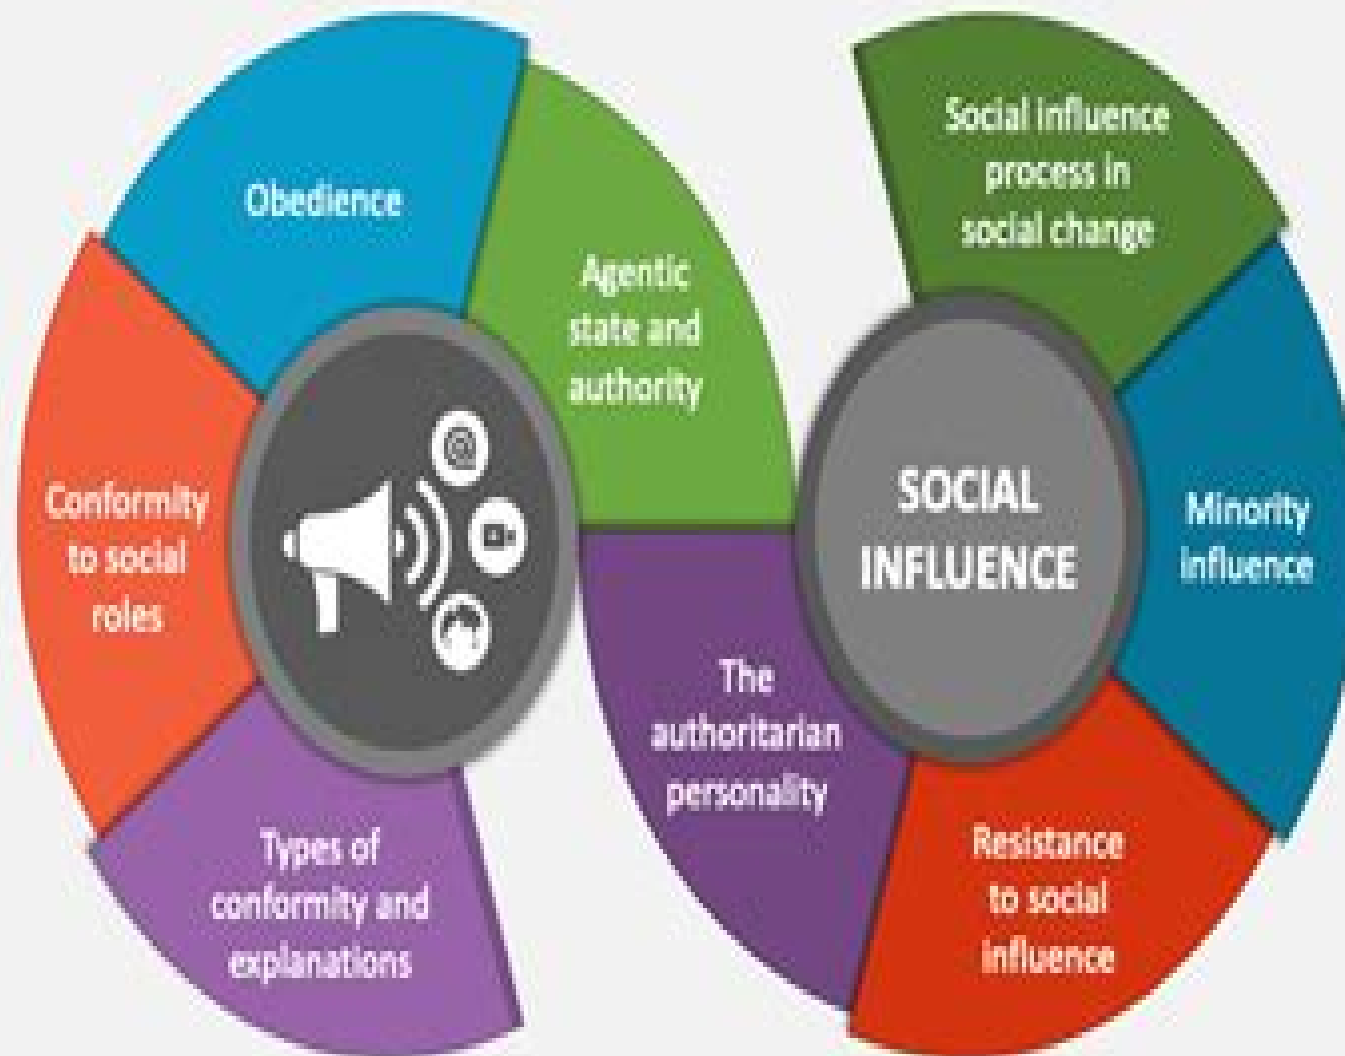 Obedience
Agentic
state and
authority
Conformity
to social
roles
Types of
conformity and
explanations
@
Social influence
process in
social change
SOCIAL
INFLUENCE
Minority
influence
The
authoritarian
personality
Resistance
to social
influence